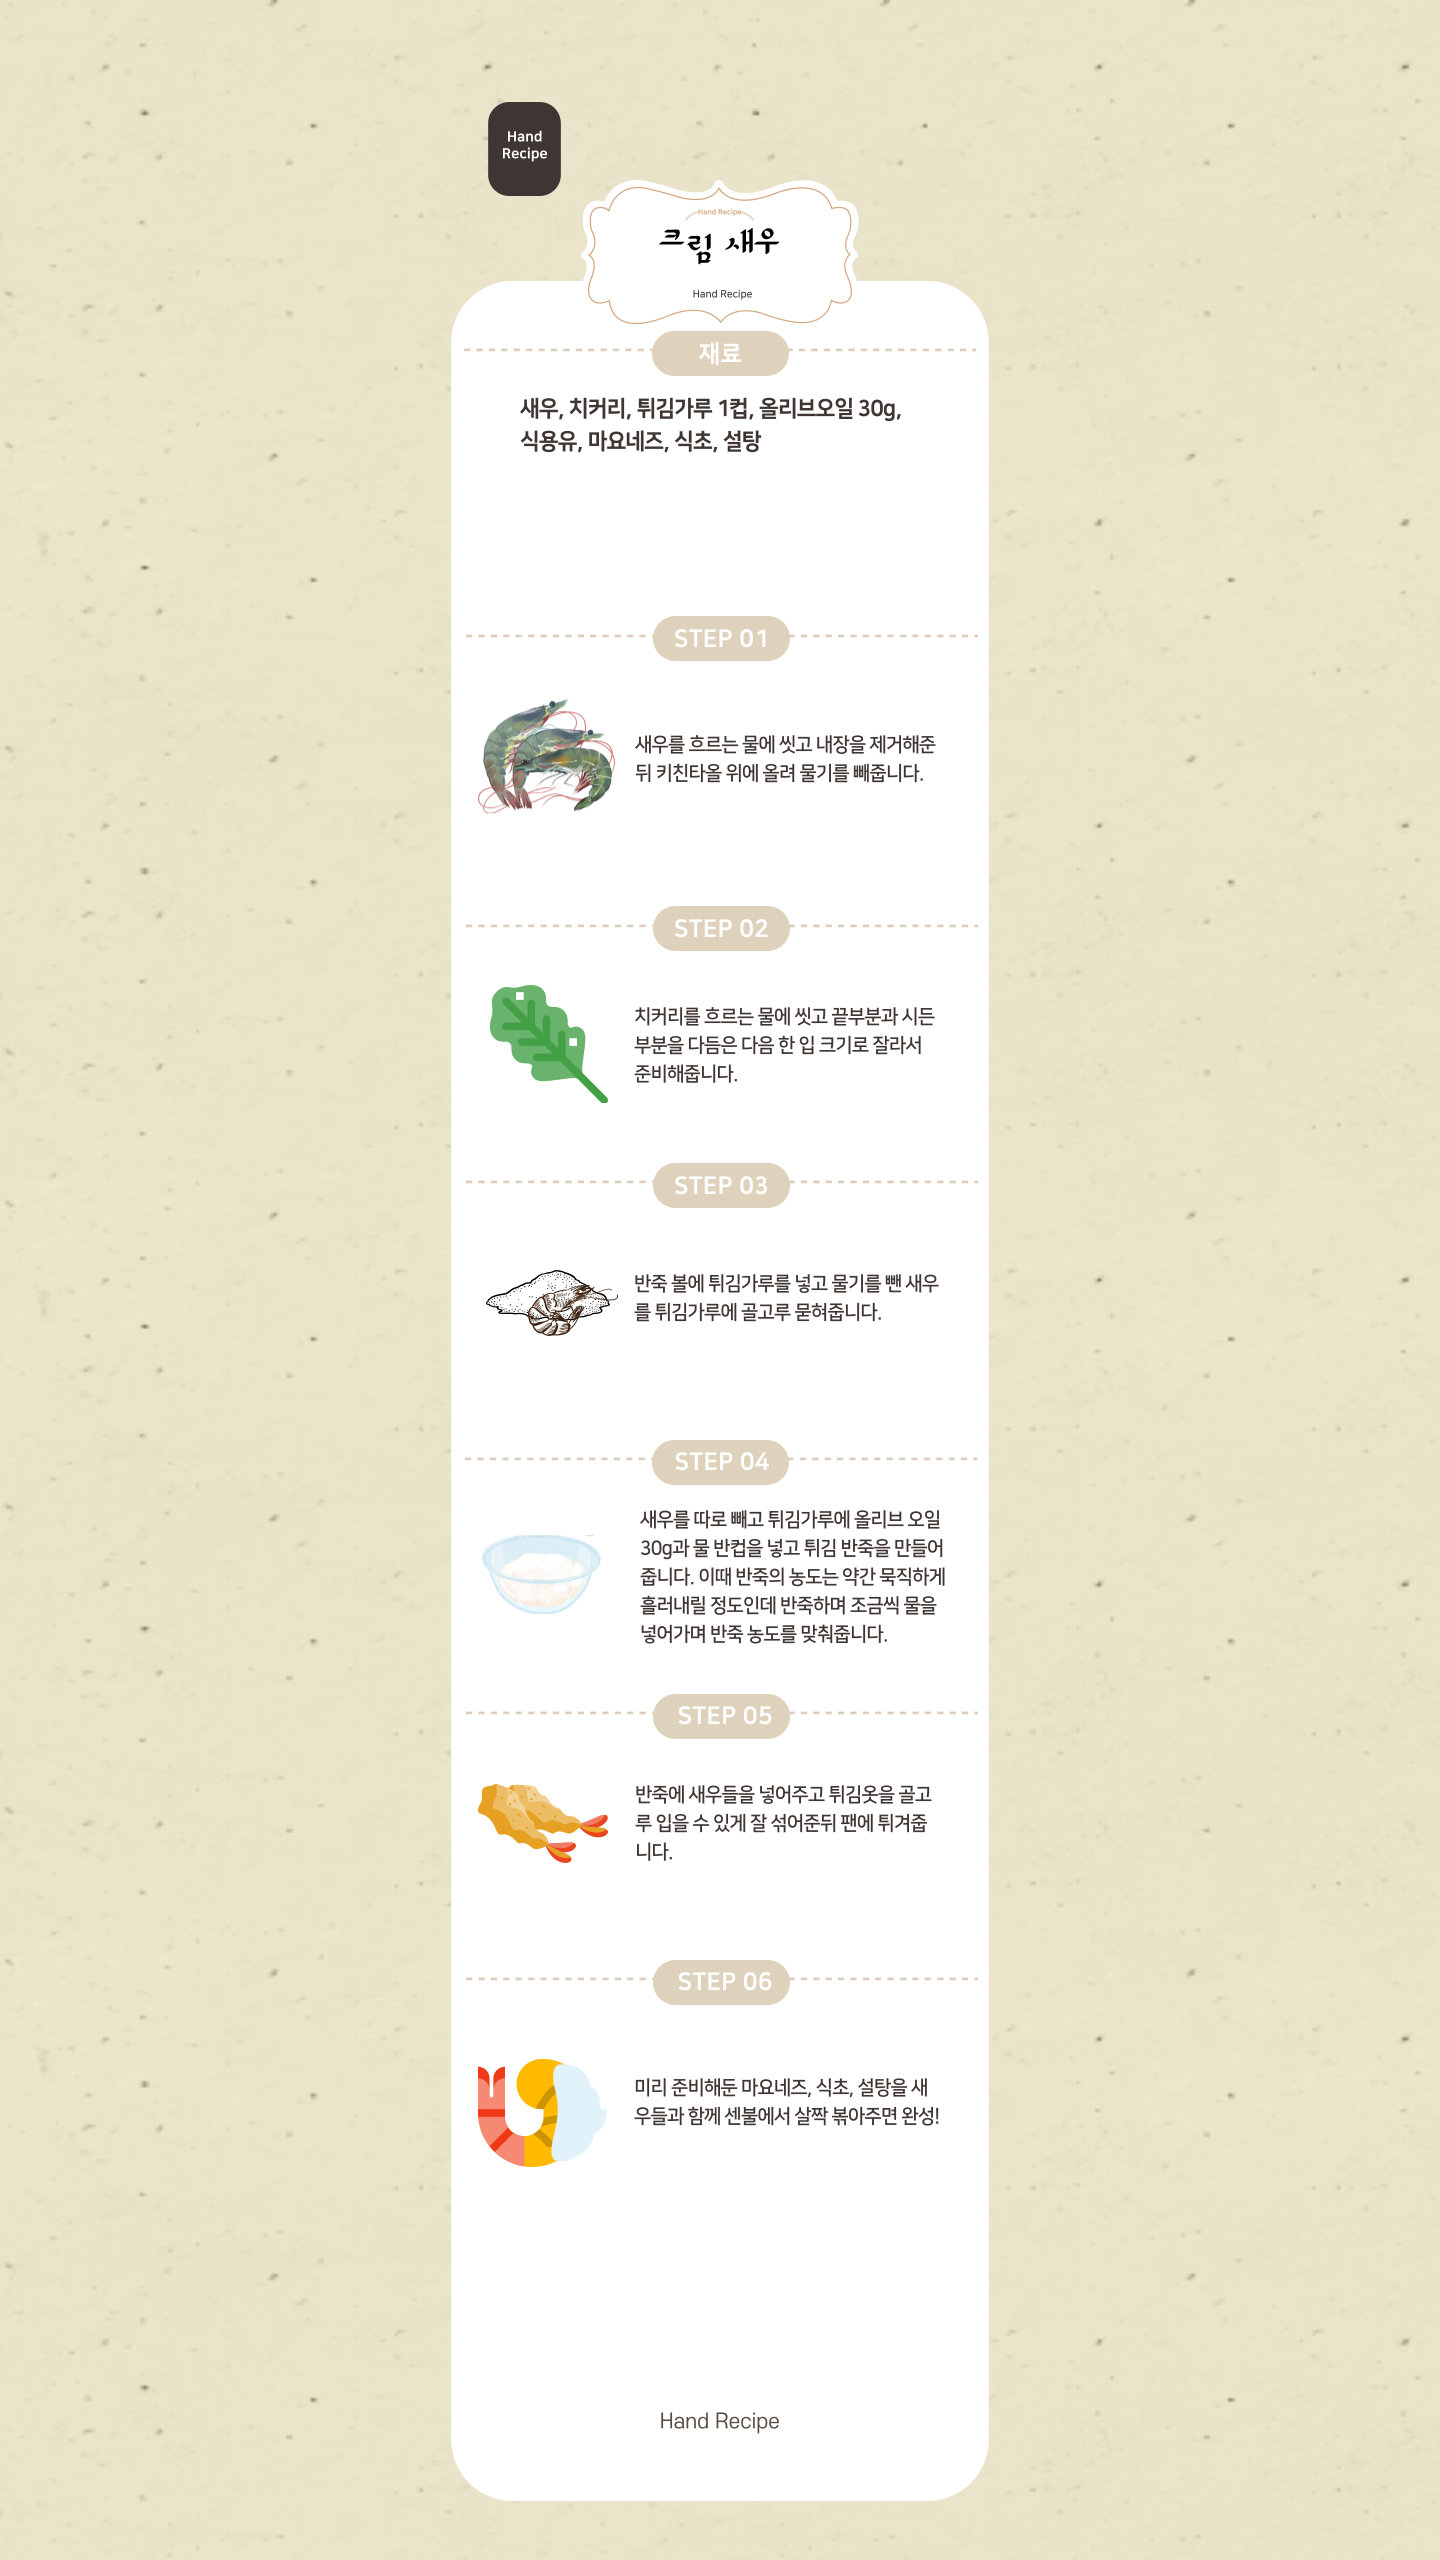 Hand
Recipe
Hand Recipe
크림 새우
Hand Recipe
재료
새우, 치커리, 튀김가루 1컵, 올리브오일 30g,
식용유, 마요네즈, 식초, 설탕
STEP 01
새우를 흐르는 물에 씻고 내장을 제거해준
뒤 키친타올 위에 올려 물기를 빼줍니다.
STEP 02
치커리를 흐르는 물에 씻고 끝부분과 시든
부분을 다듬은 다음 한 입 크기로 잘라서
준비해줍니다.
STEP 03
반죽 볼에 튀김가루를 넣고 물기를 뺀 새우
를 튀김가루에 골고루 묻혀줍니다.
STEP 04
새우를 따로 빼고 튀김가루에 올리브 오일
30g과 물 반컵을 넣고 튀김 반죽을 만들어
줍니다. 이때 반죽의 농도는 약간 묵직하게
흘러내릴 정도인데 반죽하며 조금씩 물을
넣어가며 반죽 농도를 맞춰줍니다.
STEP 05
반죽에 새우들을 넣어주고 튀김옷을 골고
루 입을 수 있게 잘 섞어준뒤 팬에 튀겨줍
니다.
STEP 06
미리 준비해둔 마요네즈, 식초, 설탕을 새
우들과 함께 센불에서 살짝 볶아주면 완성!
Hand Recipe